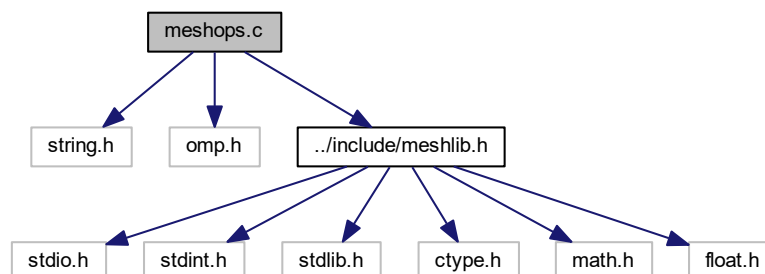 meshops.c
string.h
omp.h
../include/meshlib.h
stdio.h
stdint.h
stdlib.h
ctype.h
math.h
float.h